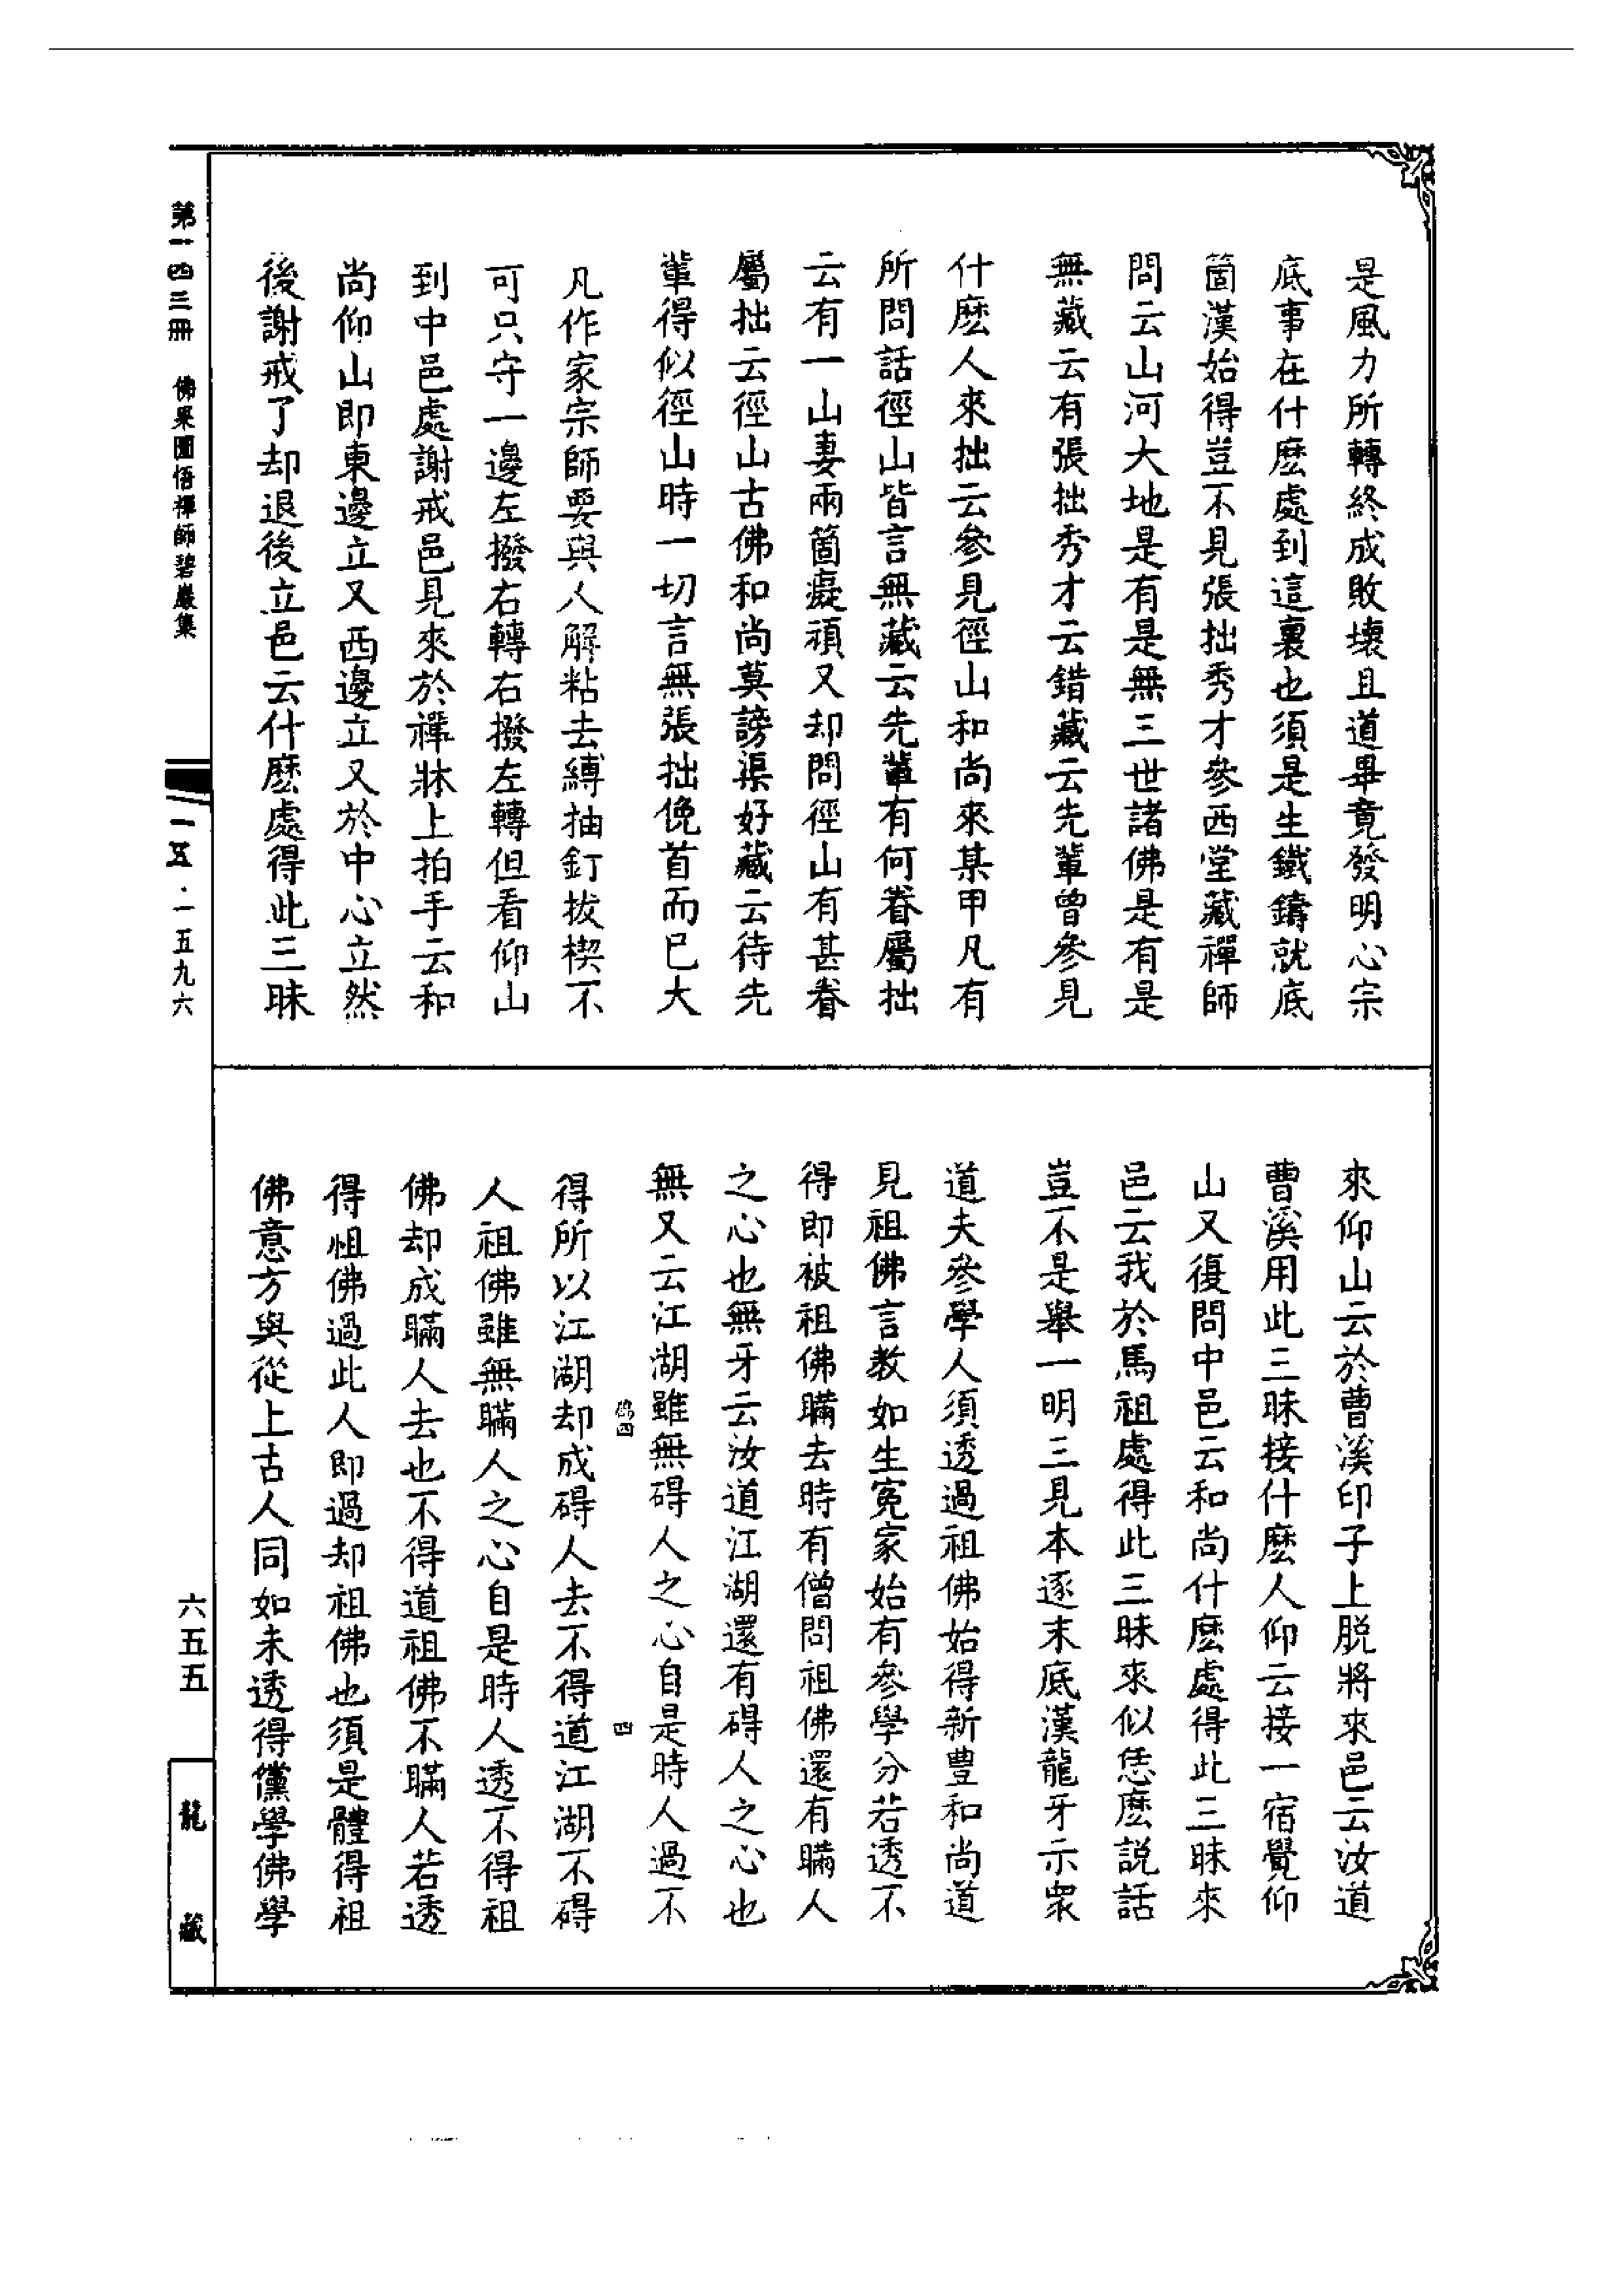 是風力所轉終成敗壞且道畢竟發明心宗
底事在什麽處到這裏也須是生鐵鑄就底
箇漢始得豈不見張拙秀才參西堂藏禪師
問云山河大地是有是無三世諸佛是有是
無藏云有張拙秀才云錯藏云先輩曾參見
什麽人來拙云參見徑山和尚來某甲凡有
所問話徑山皆言無藏云先輩有何眷屬拙
云有一山妻兩箇癡頑又却問徑山有甚眷
屬拙云徑山古佛和尚莫謗渠好藏云待先
輩得似徑山時一切言無張拙俛首而已大
凡作家宗師要與人解粘去縛抽釘拔楔不
可只守一邊左撥右轉右撥左轉但看仰山
到中邑處謝戒邑見來於禪牀上拍手云和
尚仰山即東邊立又西邊立又於中心立然
後謝戒了却退後立邑云什麽處得此三昧
來仰山云於曹溪印子上脱將來邑云汝道
曹溪用此三昧接什麽人仰云接一宿覺仰
山又復問中邑云和尚什麽處得此三昧來
邑云我於馬祖處得此三昧來似恁麽説話
豈不是舉一明三見本逐末底漢龍牙示衆
道夫參學人須透過祖佛始得新豐和尚道
見祖佛言教如生冤家始有參學分若透不
得即被祖佛瞞去時有僧問祖佛還有瞞人
之心也無牙云汝道江湖還有碍人之心也
無又云江湖雖無碍人之心自是時人過不
四
四
得所以江湖却成碍人去不得道江湖不碍
人祖佛雖無瞞人之心自是時人透不得祖
佛却成瞞人去也不得道祖佛不瞞人若透
得祖佛過此人即過却祖佛也須是體得祖
佛意方與從上古人同如未透得儻學佛學
第一四三冊 佛果圜悟禪師碧巖集
一五·一五九六
六五五
龍藏